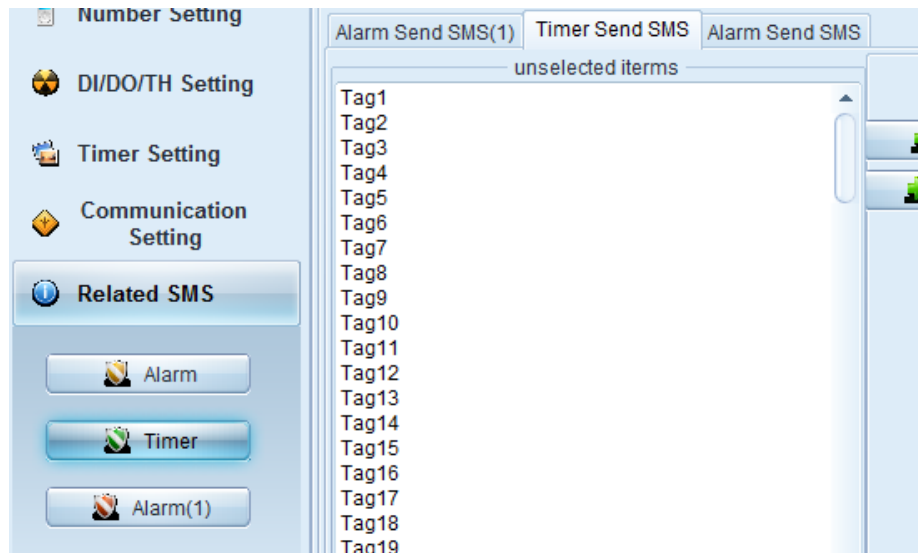 Number Setting
DI/DO/TH Setting
Timer Setting
Communication
Setting
Related SMS
Alarm
Timer
Alarm(1)
Alarm Send SMS(1) Timer Send SMS Alarm Send SMS
unselected iterms
Tag1
Tag2
Tag3
Tag4
Tag5
Tag6
Tag7
Tag8
Tag9
Tag10
Tag11
Tag12
Tag13
Tag14
Tag15
Tag16
Tag17
Tag18
Tag19